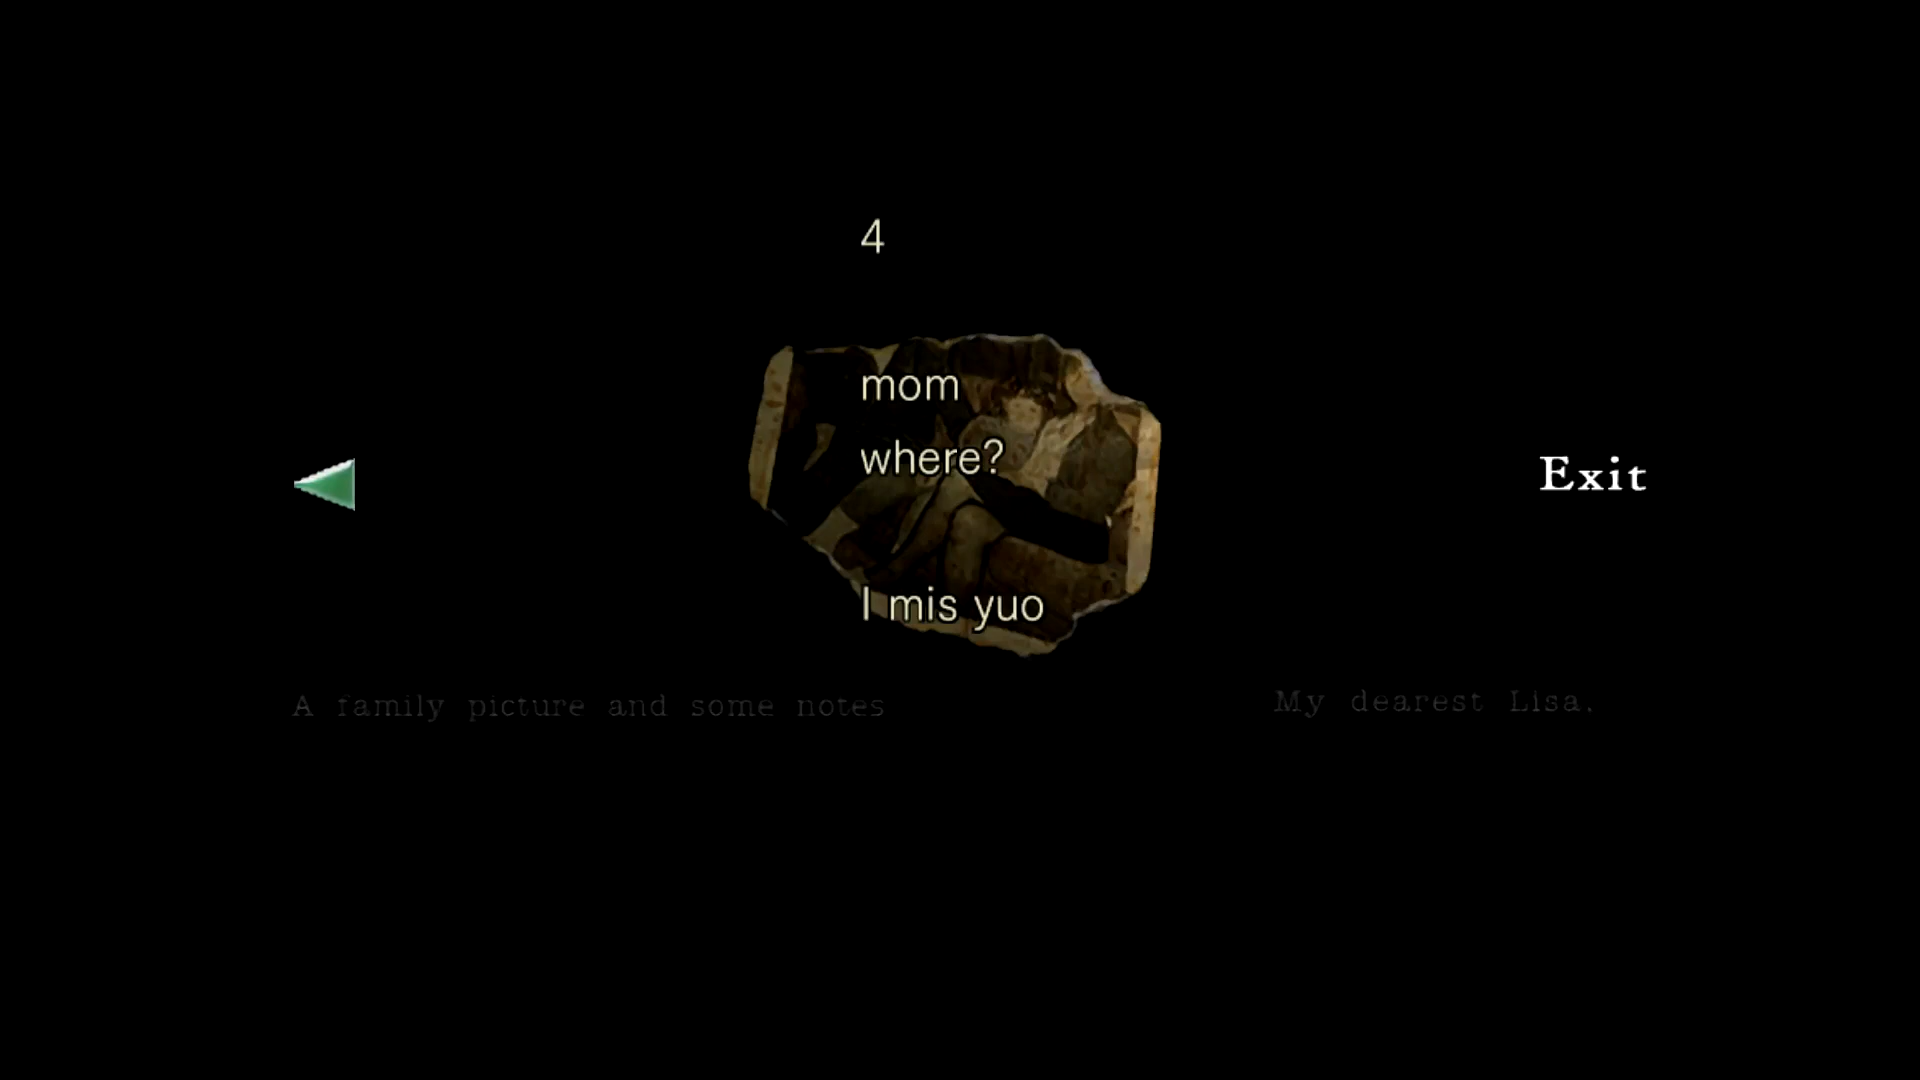 4
mom
where?
I mis yuo
Exit
A family picture and some notes
My dearest Lisa.